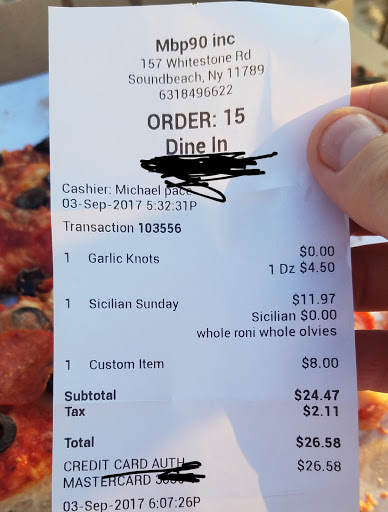 Mbp90 inc
157 Whitestone Rd
Soundbeach, Ny 11789
6318496622
ORDER: 15
Dine In
Cashier: Michael pace
03-Sep-2017 5:32:31P
Transaction 103556
1 Garlic Knots $0.00
1 Dz $4.50
1 Sicilian Sunday $11.97
Sicilian $0.00
whole roni whole olvies
1 Custom Item $8.00
Subtotal $24.47
Tax $2.11
Total $26.58
CREDIT CARD AUTH $26.58
MASTERCARD
03-Sep-2017 6:07:26P